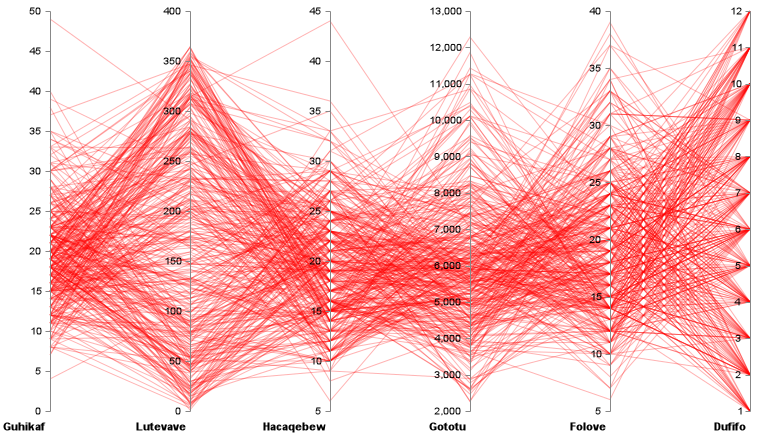 50 400 45 13,000 40 12
45 350 40 12,000 35 11
40 300 35 11,000 30 10
35 250 30 10,000 25 9
30 200 25 9,000 20 8
25 150 20 8,000 15 7
20 100 15 7,000 10 6
15 50 10 6,000 5 5
10 0 5 5,000 4
5 4,000 3
0 3,000 2
2,000 1
Guhikaf Lutevave Hacaqebew Gototu Folove Dufifo